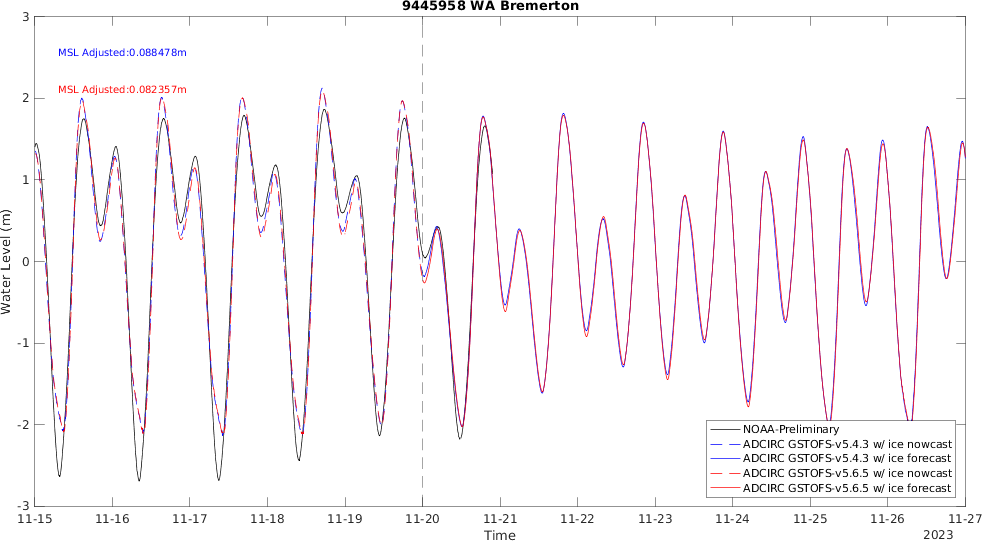 9445958 WA Bremerton
MSL Adjusted:0.088478m
MSL Adjusted:0.082357m
Water Level (m)
3
2
1
0
-1
-2
-3
NOAA-Preliminary
ADCIRC GSTOFS-v5.4.3 w/ ice nowcast
ADCIRC GSTOFS-v5.4.3 w/ ice forecast
ADCIRC GSTOFS-v5.6.5 w/ ice nowcast
ADCIRC GSTOFS-v5.6.5 w/ ice forecast
11-15 11-16 11-17 11-18 11-19 11-20 11-21 11-22 11-23 11-24 11-25 11-26 11-27
Time
2023